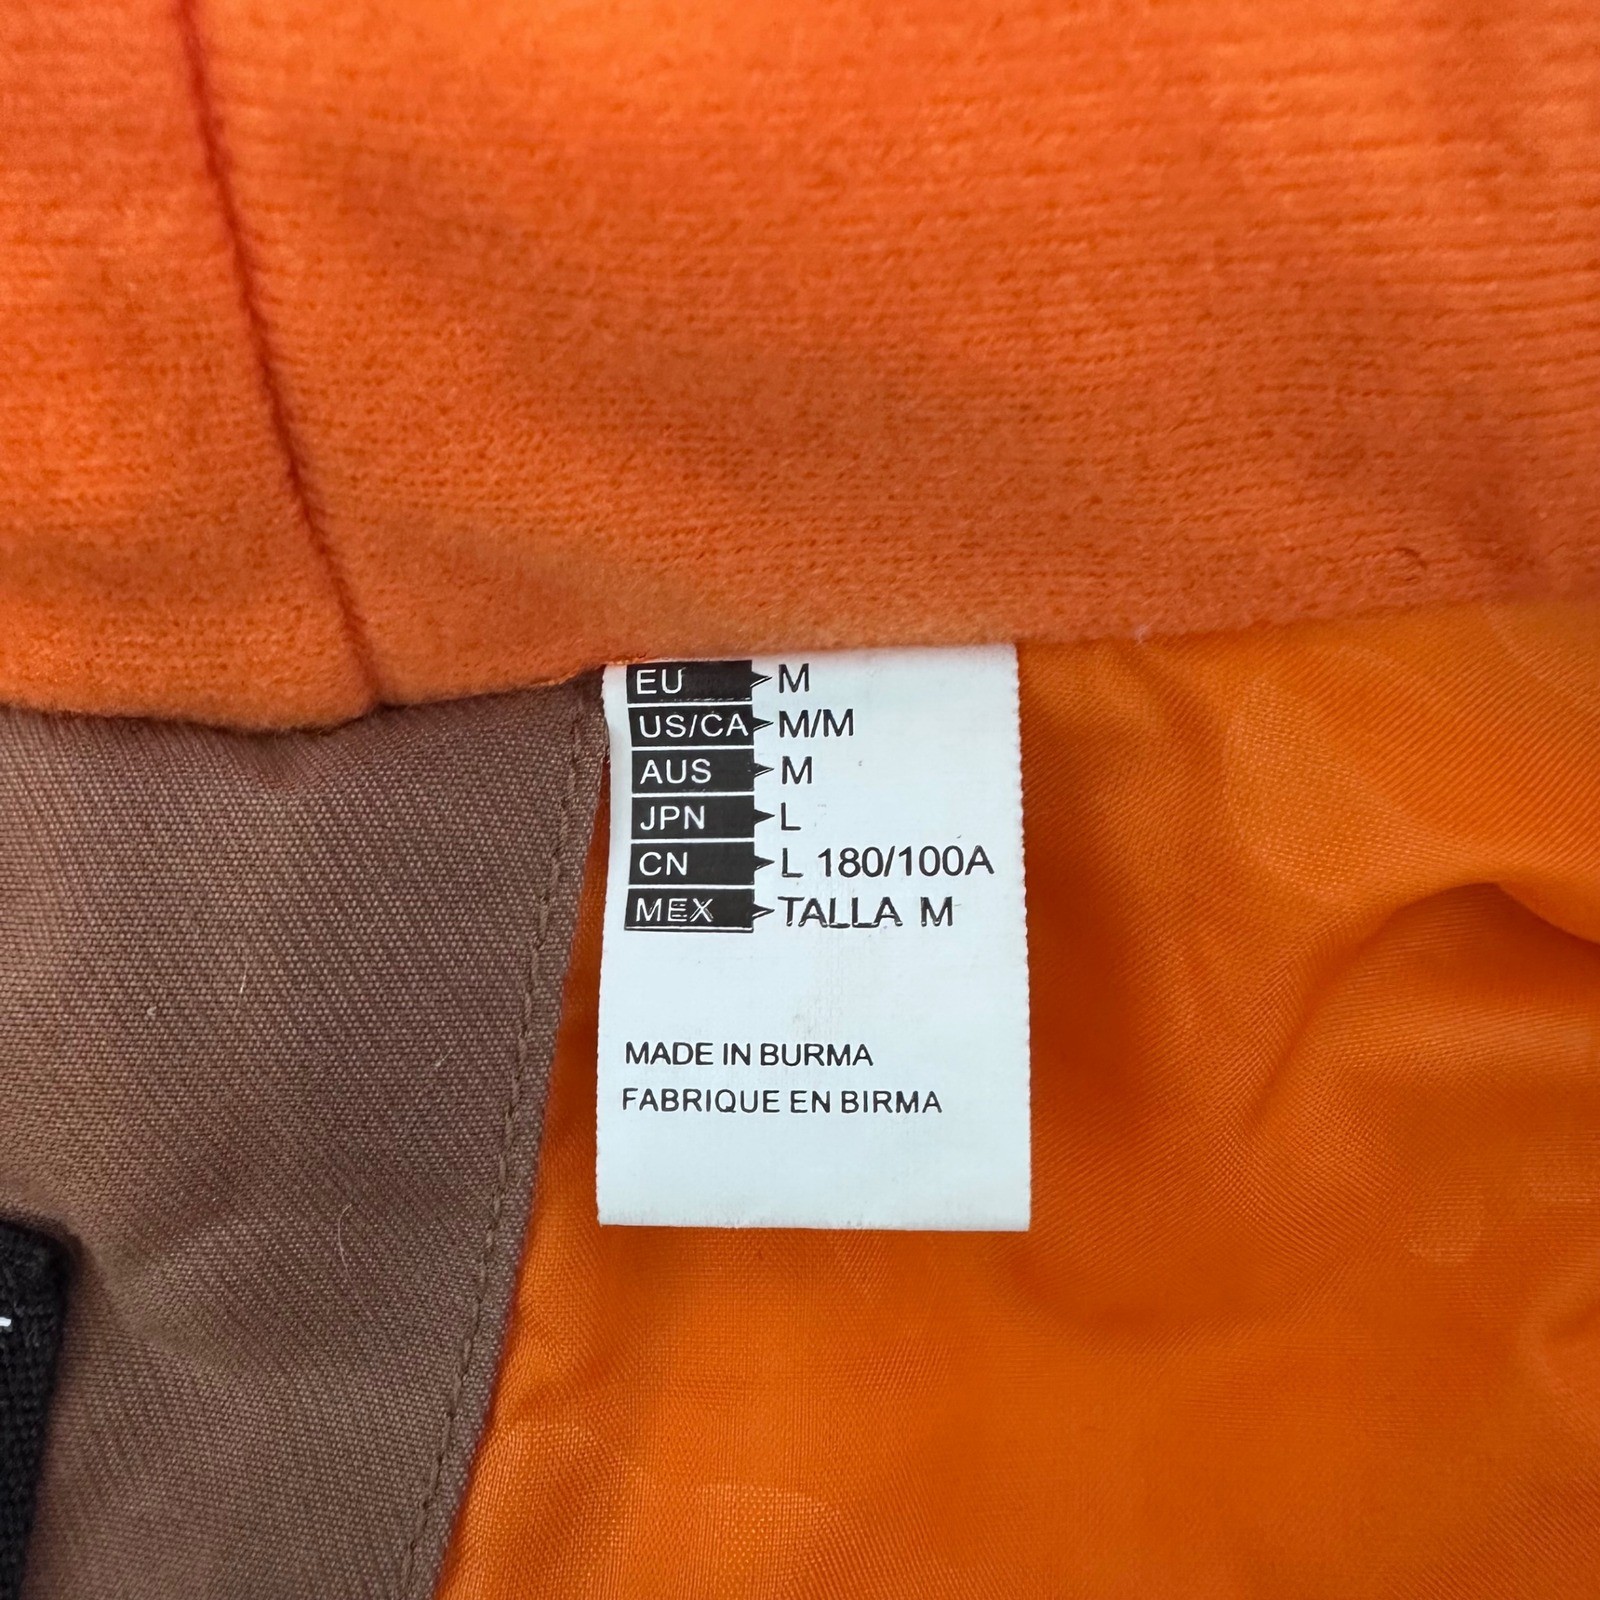 EU M
US/CA M/M
AUS M
JPN L
CN L 180/100A
MEX TALLA M
MADE IN BURMA
FABRIQUE EN BIRMA